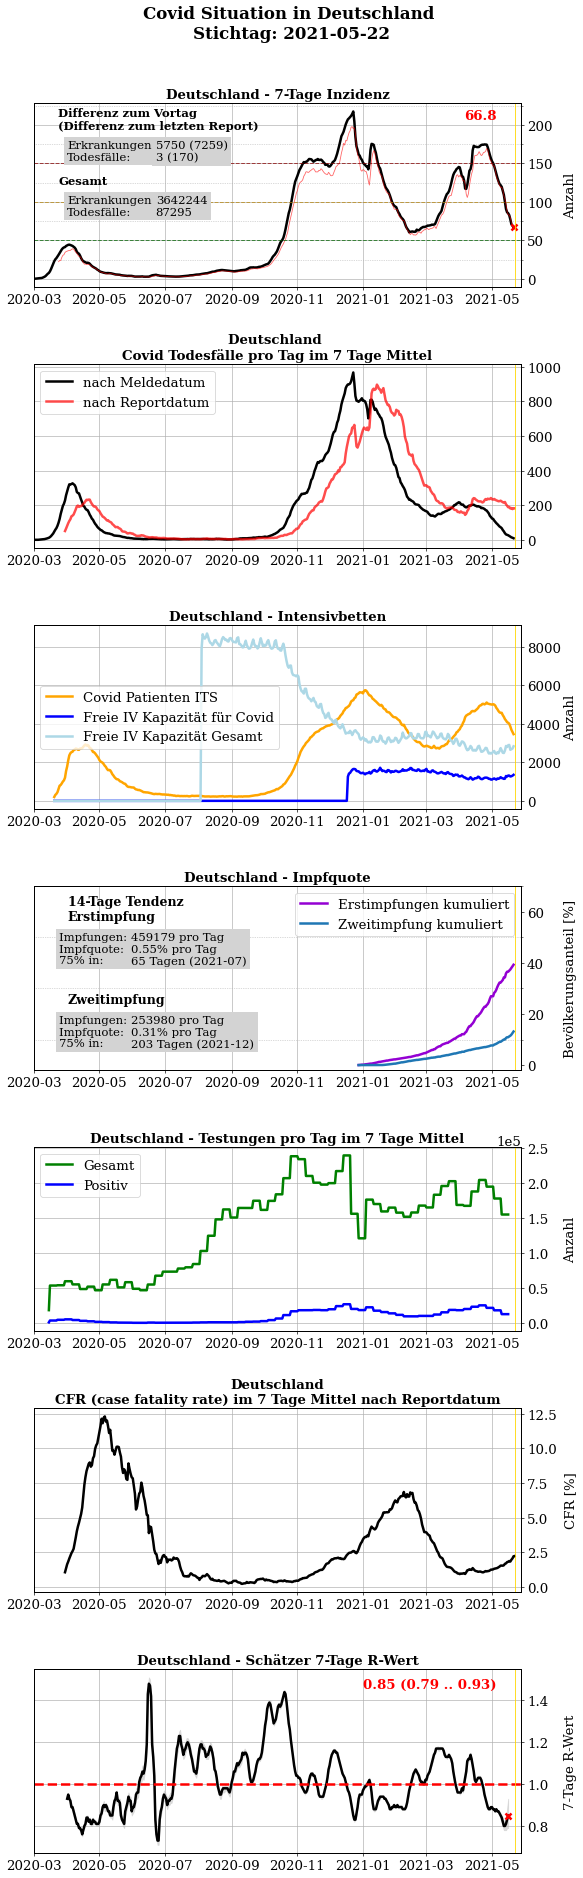 Covid Situation in Deutschland
Stichtag: 2021-05-22
Deutschland - 7-Tage Inzidenz
Differenz zum Vortag
(Differenz zum letzten Report)
Erkrankungen 5750 (7259)
Todesfälle: 3 (170)
Gesamt
Erkrankungen 3642244
Todesfälle: 87295
66.8
200
150
100
50
0
Anzahl
2020-03 2020-05 2020-07 2020-09 2020-11 2021-01 2021-03 2021-05
Deutschland
Covid Todesfälle pro Tag im 7 Tage Mittel
nach Meldedatum
nach Reportdatum
1000
800
600
400
200
0
2020-03 2020-05 2020-07 2020-09 2020-11 2021-01 2021-03 2021-05
Deutschland - Intensivbetten
Covid Patienten ITS
Freie IV Kapazität für Covid
Freie IV Kapazität Gesamt
8000
6000
4000
2000
0
Anzahl
2020-03 2020-05 2020-07 2020-09 2020-11 2021-01 2021-03 2021-05
Deutschland - Impfquote
14-Tage Tendenz
Erstimpfung
Impfungen: 459179 pro Tag
Impfquote: 0.55% pro Tag
75% in: 65 Tagen (2021-07)
Zweitimpfung
Impfungen: 253980 pro Tag
Impfquote: 0.31% pro Tag
75% in: 203 Tagen (2021-12)
Erstimpfungen kumuliert
Zweitimpfung kumuliert
60
40
20
0
Bevölkerungsanteil [%]
2020-03 2020-05 2020-07 2020-09 2020-11 2021-01 2021-03 2021-05
Deutschland - Testungen pro Tag im 7 Tage Mittel
1e5
Gesamt
Positiv
2.5
2.0
1.5
1.0
0.5
0.0
Anzahl
2020-03 2020-05 2020-07 2020-09 2020-11 2021-01 2021-03 2021-05
Deutschland
CFR (case fatality rate) im 7 Tage Mittel nach Reportdatum
12.5
10.0
7.5
5.0
2.5
0.0
CFR [%]
2020-03 2020-05 2020-07 2020-09 2020-11 2021-01 2021-03 2021-05
Deutschland - Schätzer 7-Tage R-Wert
0.85 (0.79 .. 0.93)
1.4
1.2
1.0
0.8
7-Tage R-Wert
2020-03 2020-05 2020-07 2020-09 2020-11 2021-01 2021-03 2021-05